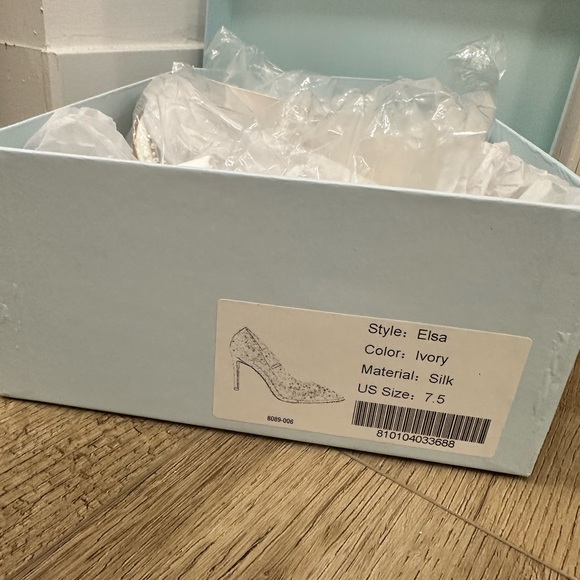 Style: Elsa
Color: Ivory
Material: Silk
US Size: 7.5
8089-006
810104033688